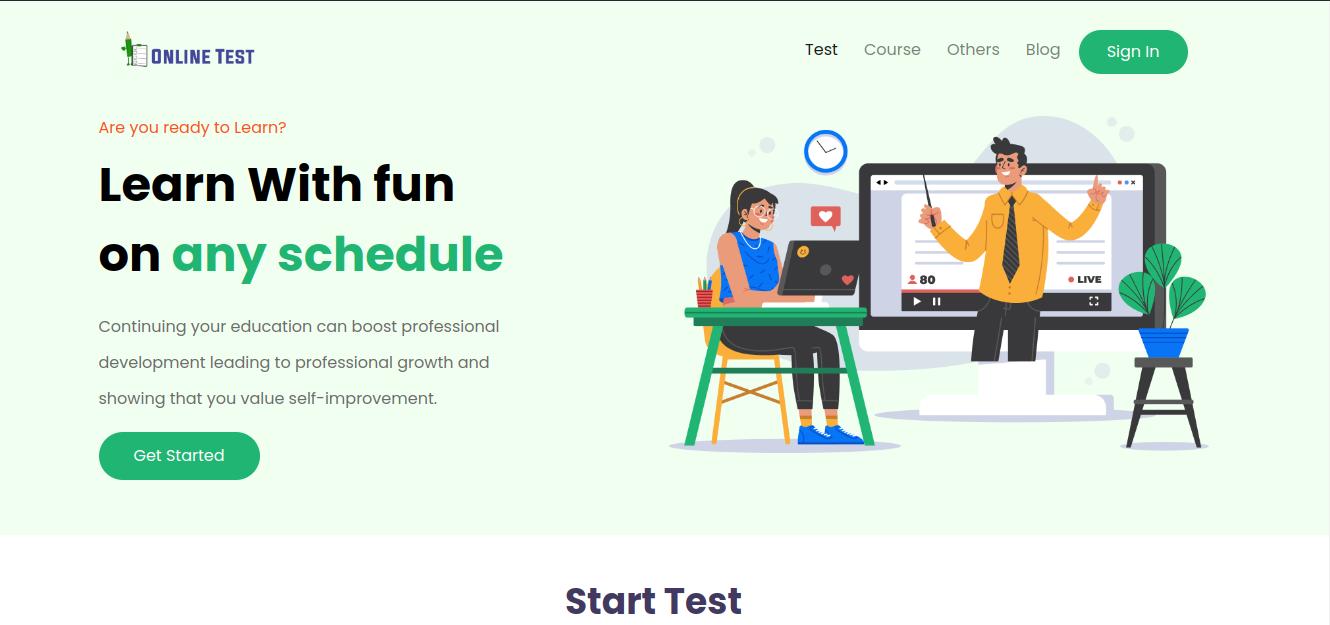 ONLINE TEST
Test Course Others Blog Sign In
Are you ready to Learn?
Learn With fun
on any schedule
Continuing your education can boost professional
development leading to professional growth and
showing that you value self-improvement.
Get Started
80 LIVE
Start Test